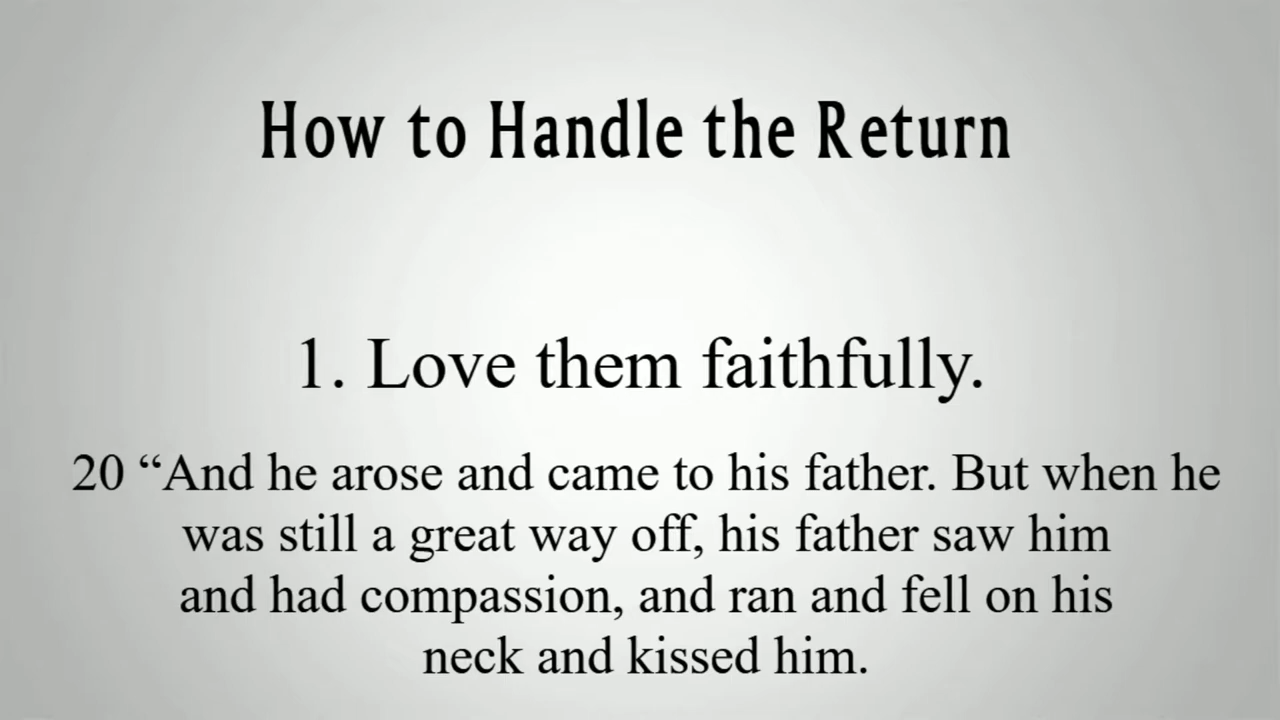 How to Handle the Return
1. Love them faithfully.
20 “And he arose and came to his father. But when he
was still a great way off, his father saw him
and had compassion, and ran and fell on his
neck and kissed him.